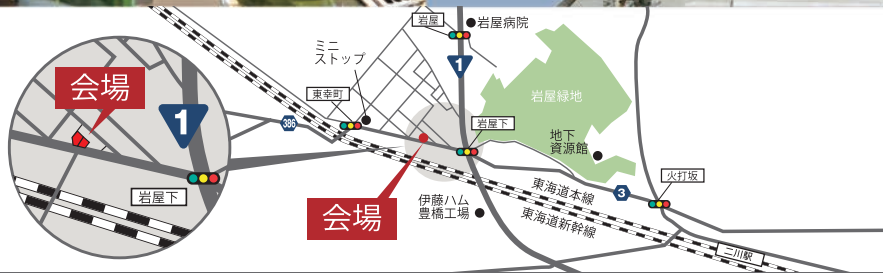 岩屋
岩屋病院
ミニ
ストップ
1
会場
岩屋緑地
東幸町
1
386
岩屋下
地下
資源館
岩屋下
火打坂
東海道本線
3
会場
伊藤ハム
豊橋工場
東海道新幹線
二川駅